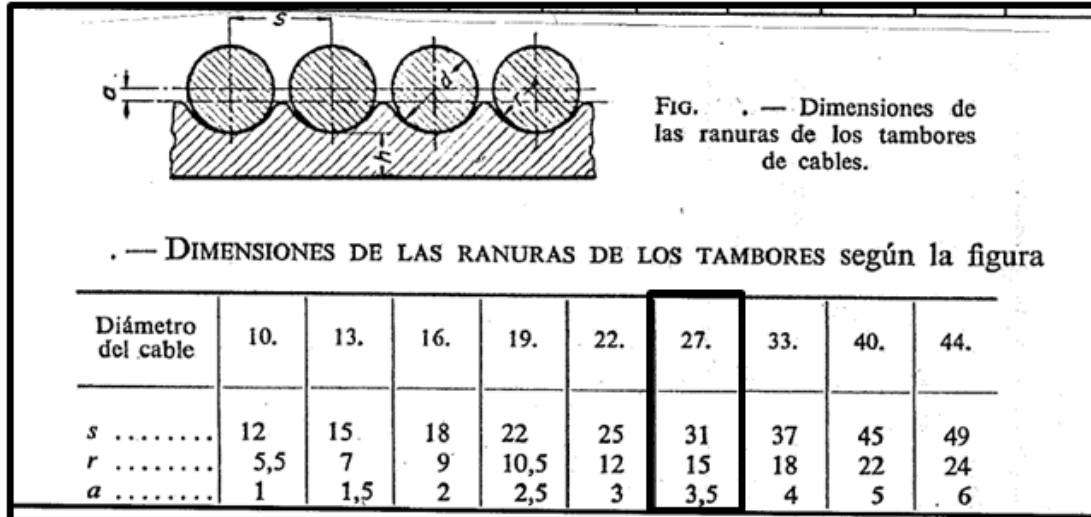 s
a
d
r
h
FIG. . — Dimensiones de
las ranuras de los tambores
de cables.
. — DIMENSIONES DE LAS RANURAS DE LOS TAMBORES según la figura
Diámetro
del cable 10. 13. 16. 19. 22. 27. 33. 40. 44.
s ........ 12 15 18 22 25 31 37 45 49
r ........ 5,5 7 9 10,5 12 15 18 22 24
a ........ 1 1,5 2 2,5 3 3,5 4 5 6